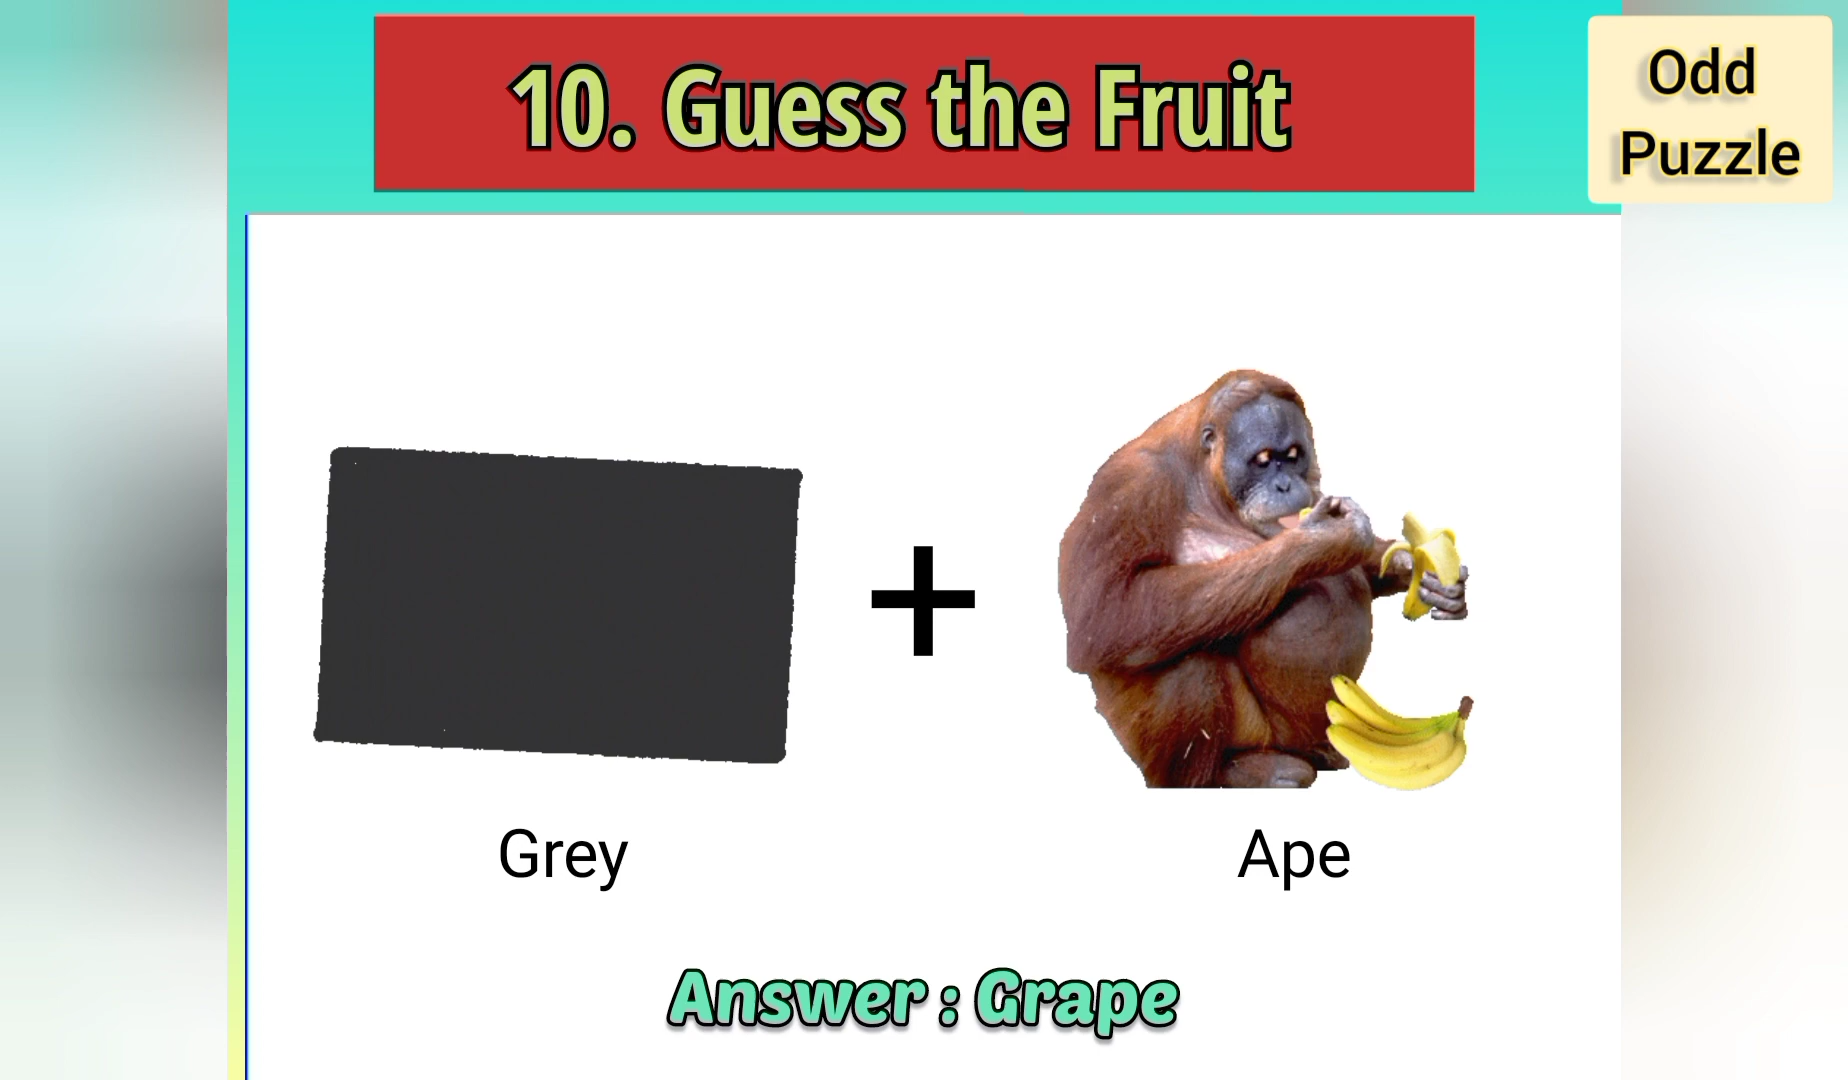 10. Guess the Fruit
Odd
Puzzle
+
Grey
Ape
Answer : Grape